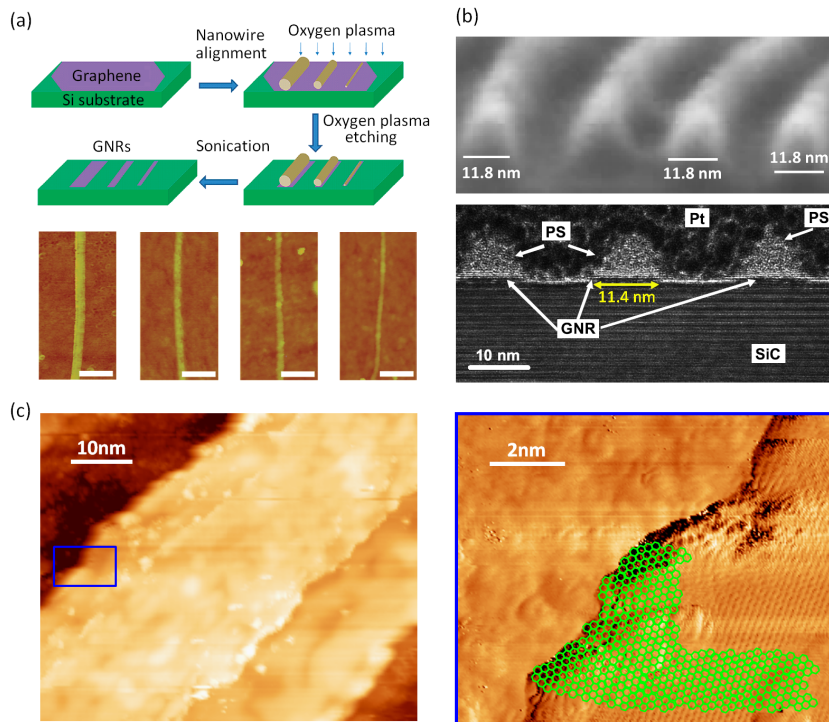 (a)
Nanowire
alignment
Oxygen plasma
Graphene
Si substrate
Oxygen plasma
etching
GNRs
Sonication
(b)
11.8 nm
11.8 nm
11.8 nm
PS
Pt
PS
11.4 nm
GNR
10 nm
SiC
(c)
10nm
2nm